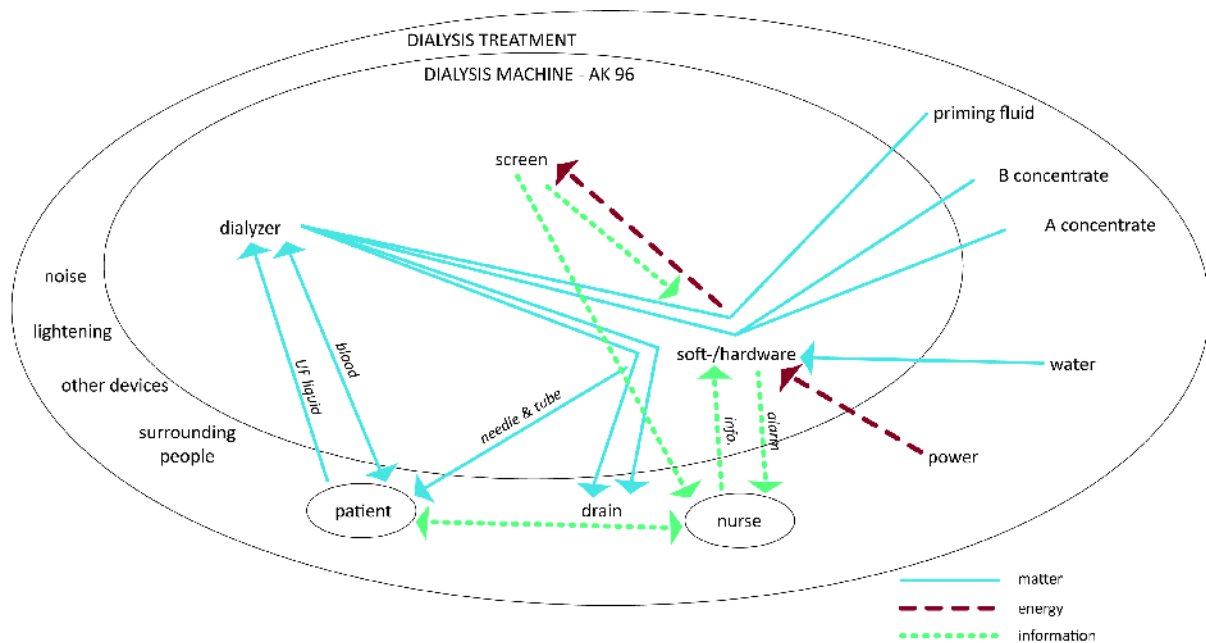 DIALYSIS TREATMENT
DIALYSIS MACHINE - AK 96
priming fluid
screen
B concentrate
A concentrate
dialyzer
noise
lightening
other devices
surrounding
people
UF liquid
blood
needle & tube
soft-/hardware
water
info.
alarm
power
patient
drain
nurse
matter
energy
information